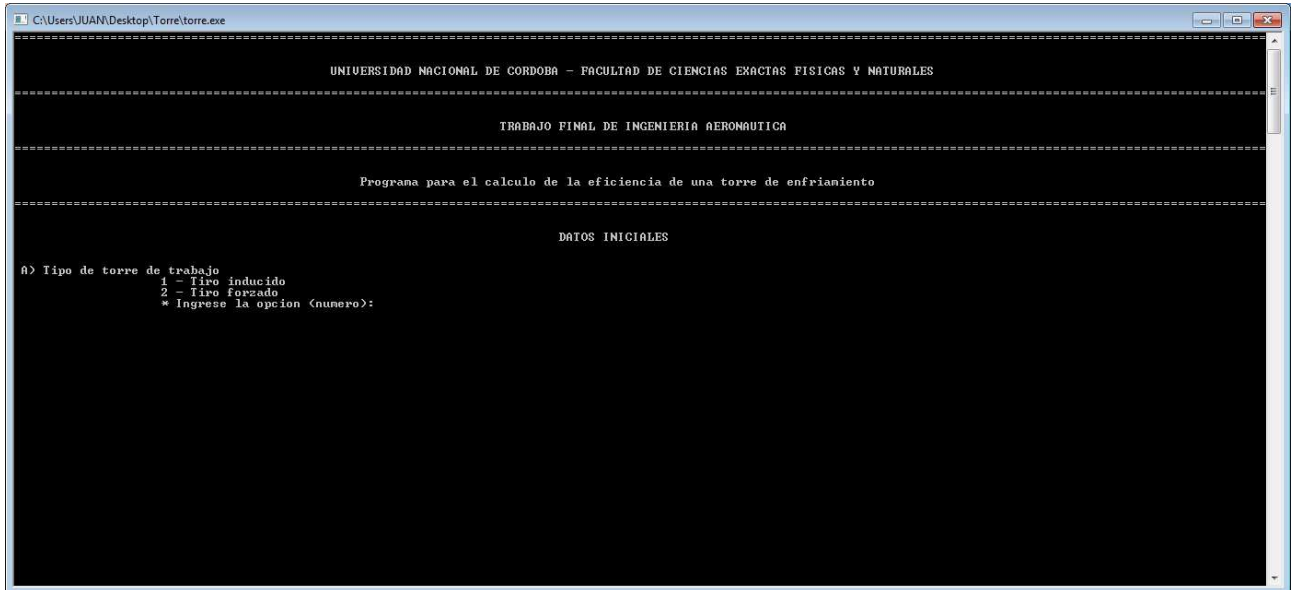 C:\Users\JUAN\Desktop\Torre\torre.exe
UNIVERSIDAD NACIONAL DE CORDOBA - FACULTAD DE CIENCIAS EXACTAS FISICAS Y NATURALES
TRABAJO FINAL DE INGENIERIA AERONAUTICA
Programa para el calculo de la eficiencia de una torre de enfriamiento
DATOS INICIALES
A) Tipo de torre de trabajo
1 - Tiro inducido
2 - Tiro forzado
* Ingrese la opcion (numero):